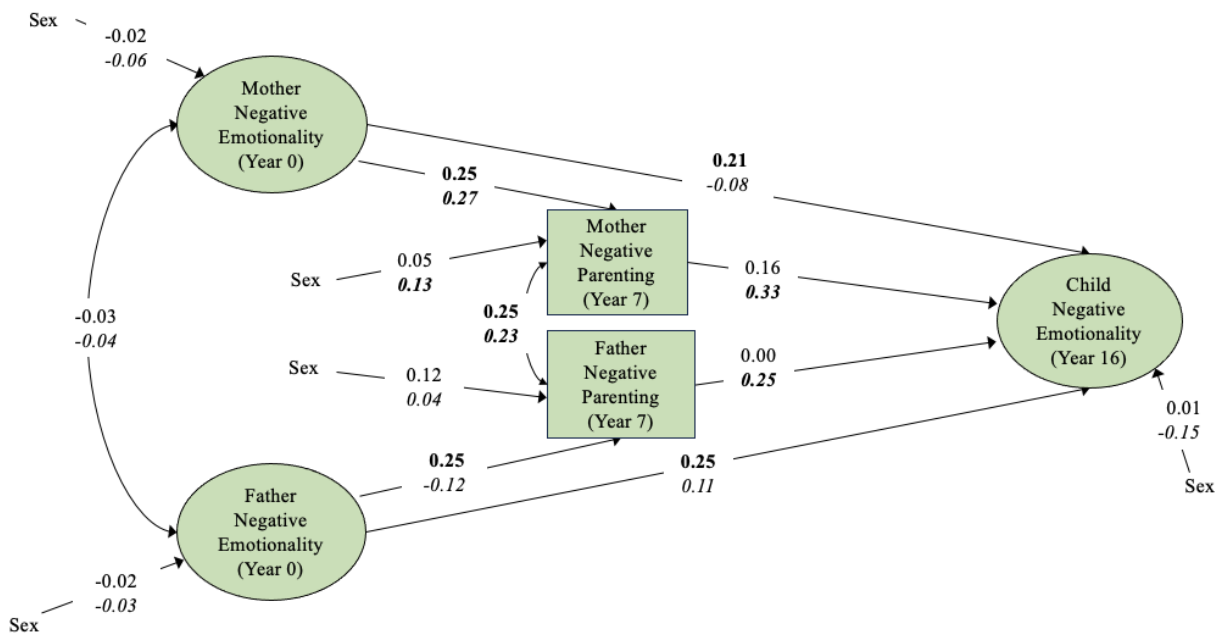 Sex
-0.02
-0.06
Mother
Negative
Emotionality
(Year 0)
0.21
-0.08
0.25
0.27
Mother
Negative
Parenting
(Year 7)
Sex
0.05
0.13
0.16
0.33
Child
Negative
Emotionality
(Year 16)
-0.03
-0.04
0.25
0.23
Father
Negative
Parenting
(Year 7)
Sex
0.12
0.04
0.00
0.25
0.01
-0.15
Sex
0.25
-0.12
0.25
0.11
Father
Negative
Emotionality
(Year 0)
-0.02
-0.03
Sex